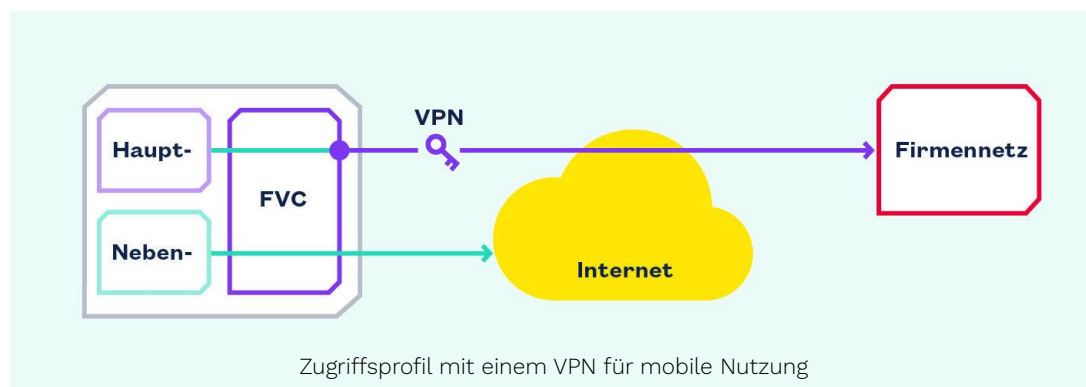 VPN
Haupt-
Firmennetz
FVC
Neben-
Internet
Zugriffsprofil mit einem VPN für mobile Nutzung